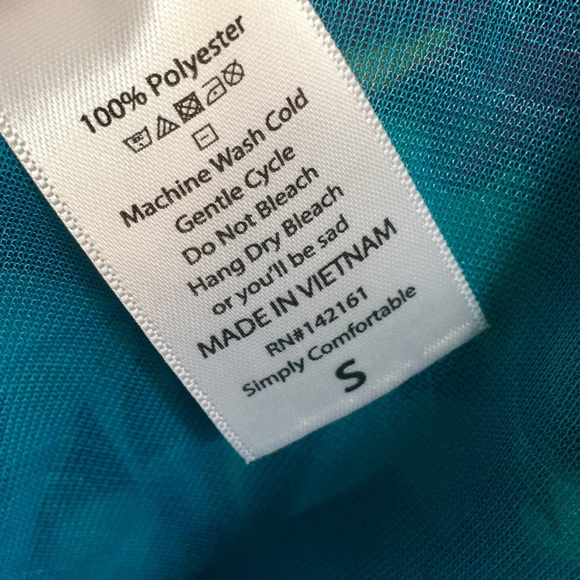 100% Polyester
Machine Wash Cold
Gentle Cycle
Do Not Bleach
Hang Dry Bleach
or you'll be sad
MADE IN VIETNAM
RN#142161
Simply Comfortable
S